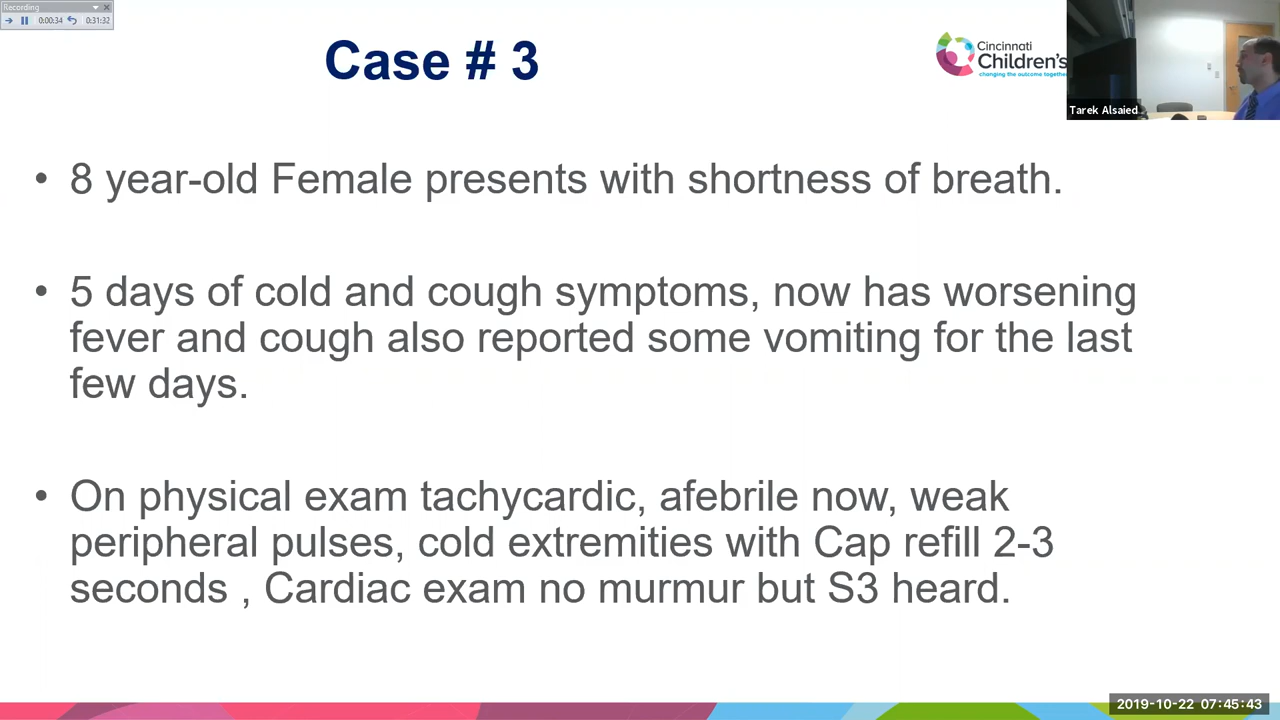 Recording
0:00:34 0:31:32
Case # 3
Cincinnati
Children's
changing the outcome together
Tarek Alsaied
• 8 year-old Female presents with shortness of breath.
• 5 days of cold and cough symptoms, now has worsening
fever and cough also reported some vomiting for the last
few days.
• On physical exam tachycardic, afebrile now, weak
peripheral pulses, cold extremities with Cap refill 2-3
seconds , Cardiac exam no murmur but S3 heard.
2019-10-22 07:45:43